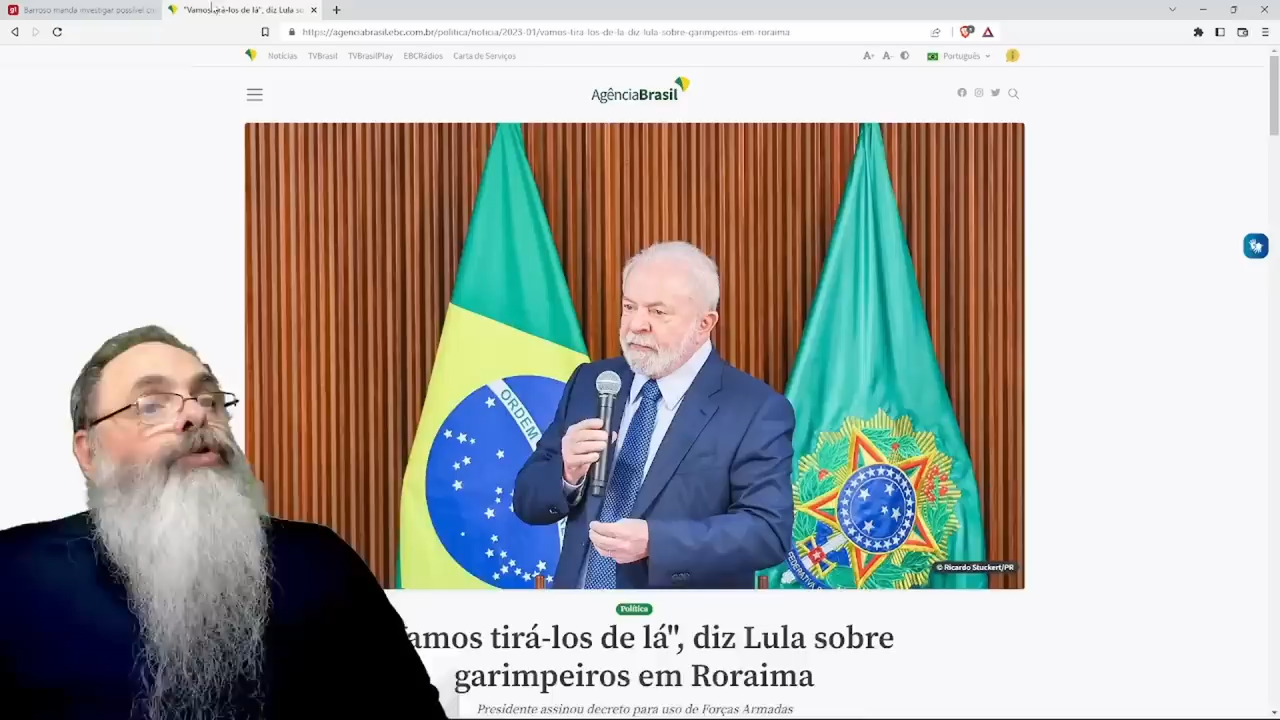 Barroso manda investigar possível
"Vamos tirá-los de lá", diz Lula so
https://agenciabrasil.ebc.com.br/politica/noticia/2023-01/vamos-tira-los-de-la-diz-lula-sobre-garimpeiros-em-roraima
Notícias TVBrasil TVBrasilPlay EBCRádios Carta de Serviços A+ A- Português
AgênciaBrasil
ORDEM
© Ricardo Stuckert/PR
Política
amos tirá-los de lá", diz Lula sobre
garimpeiros em Roraima
Presidente assinou decreto para uso de Forças Armadas